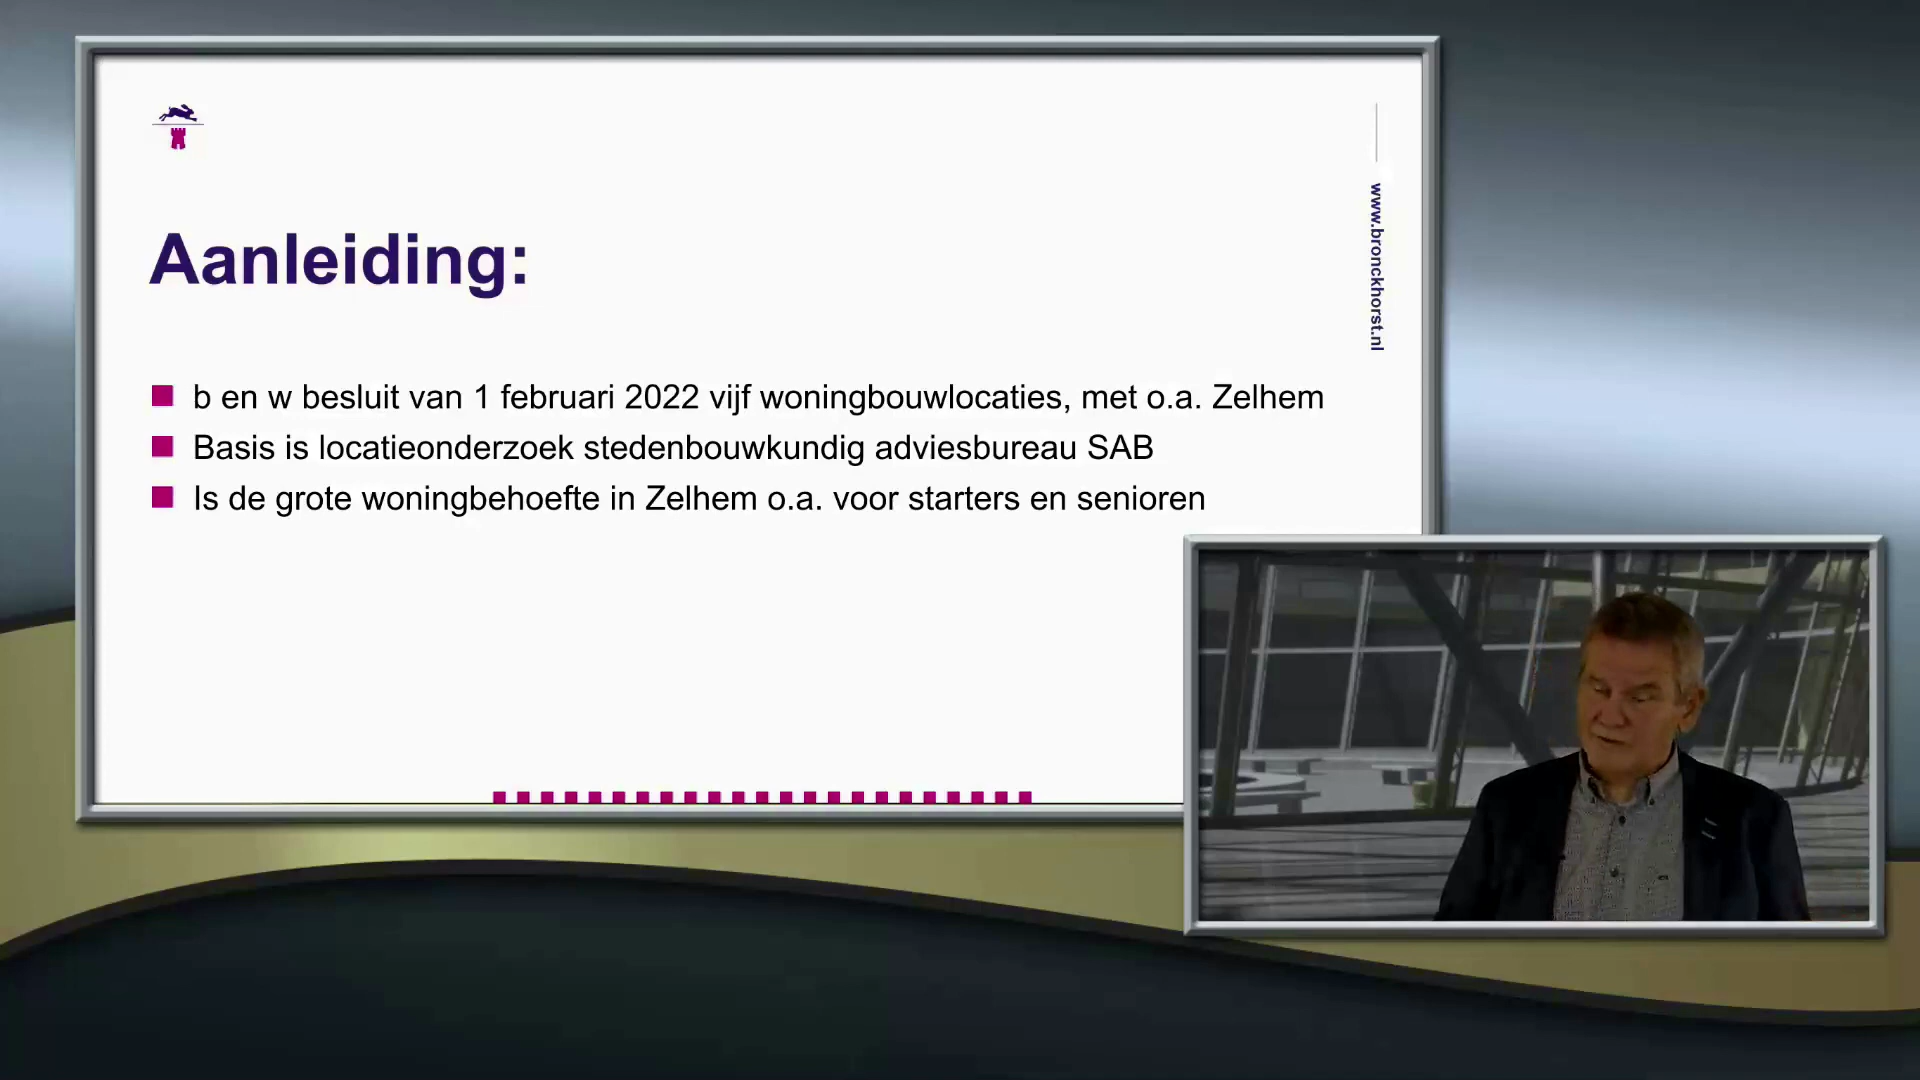 www.bronckhorst.nl
Aanleiding:
b en w besluit van 1 februari 2022 vijf woningbouwlocaties, met o.a. Zelhem
Basis is locatieonderzoek stedenbouwkundig adviesbureau SAB
Is de grote woningbehoefte in Zelhem o.a. voor starters en senioren